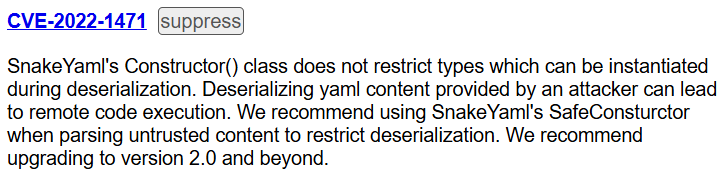 CVE-2022-1471 suppress
SnakeYaml's Constructor() class does not restrict types which can be instantiated
during deserialization. Deserializing yaml content provided by an attacker can lead
to remote code execution. We recommend using SnakeYaml's SafeConsturctor
when parsing untrusted content to restrict deserialization. We recommend
upgrading to version 2.0 and beyond.